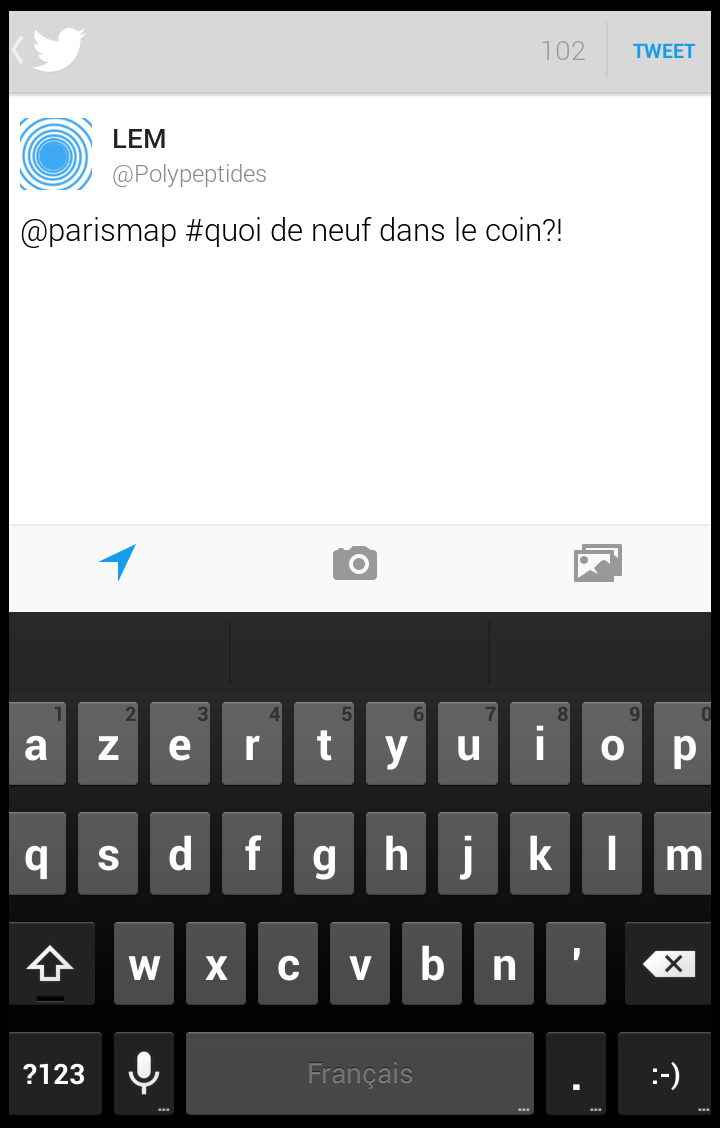 102 TWEET
LEM
@Polypeptides
@parismap #quoi de neuf dans le coin?!
1 2 3 4 5 6 7 8 9 0
a z e r t y u i o p
q s d f g h j k l m
w x c v b n '
?123 Français . :-)